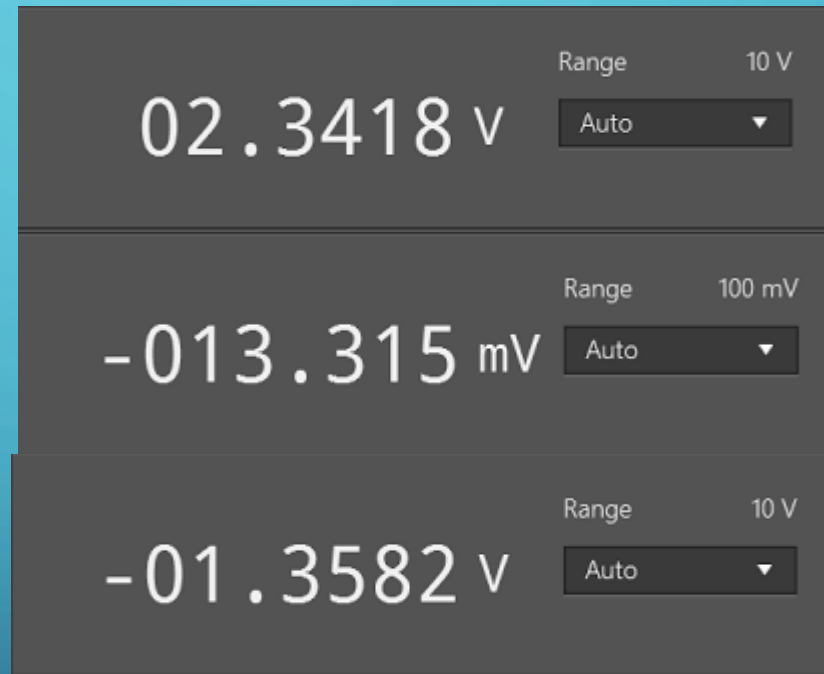 Range 10 V
02.3418 V
Auto
Range 100 mV
-013.315 mV
Auto
Range 10 V
-01.3582 V
Auto